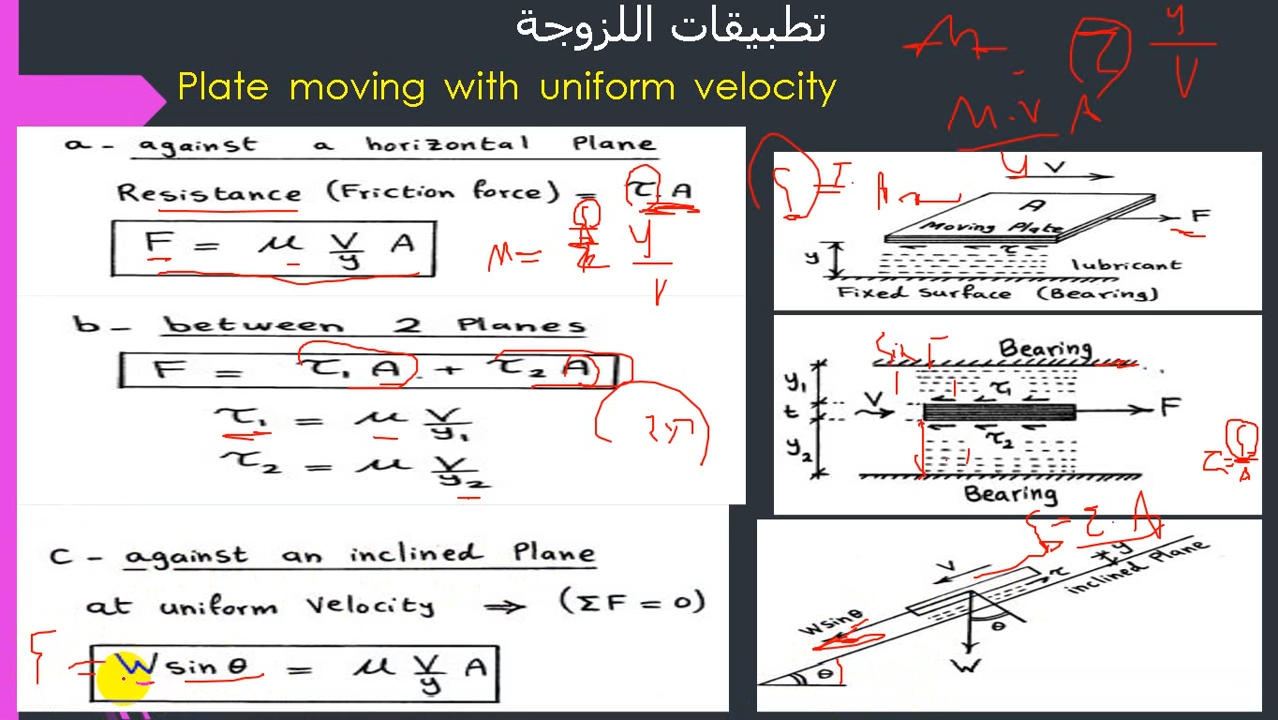 تطبيقات اللزوجة
Plate moving with uniform velocity
a - against a horizontal Plane
Resistance (Friction force) = τ A
F = μ V/y A
μ = y/V
b - between 2 Planes
F = τ₁ A + τ₂ A
τ₁ = μ V/y₁
τ₂ = μ V/y₂
c - against an inclined Plane
at uniform Velocity ⇒ (ΣF = 0)
W sin θ = μ V/y A
τ y/V
μ.V A
y
V
A
F
Moving Plate
τ
y
lubricant
Fixed surface (Bearing)
Bearing
y₁
τ₁
t
V
F
τ₂
y₂
Bearing
τ = F/A
F = τ . A
V
τ
y
inclined Plane
W sin θ
θ
W
θ